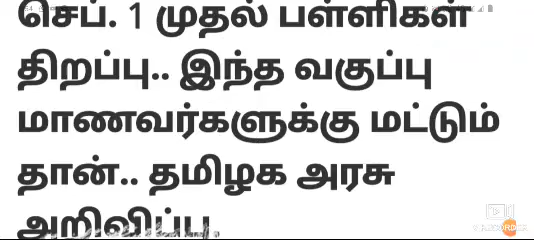 செப். 1 முதல் பள்ளிகள்
திறப்பு.. இந்த வகுப்பு
மாணவர்களுக்கு மட்டும்
தான்.. தமிழக அரசு
அறிவிப்பு